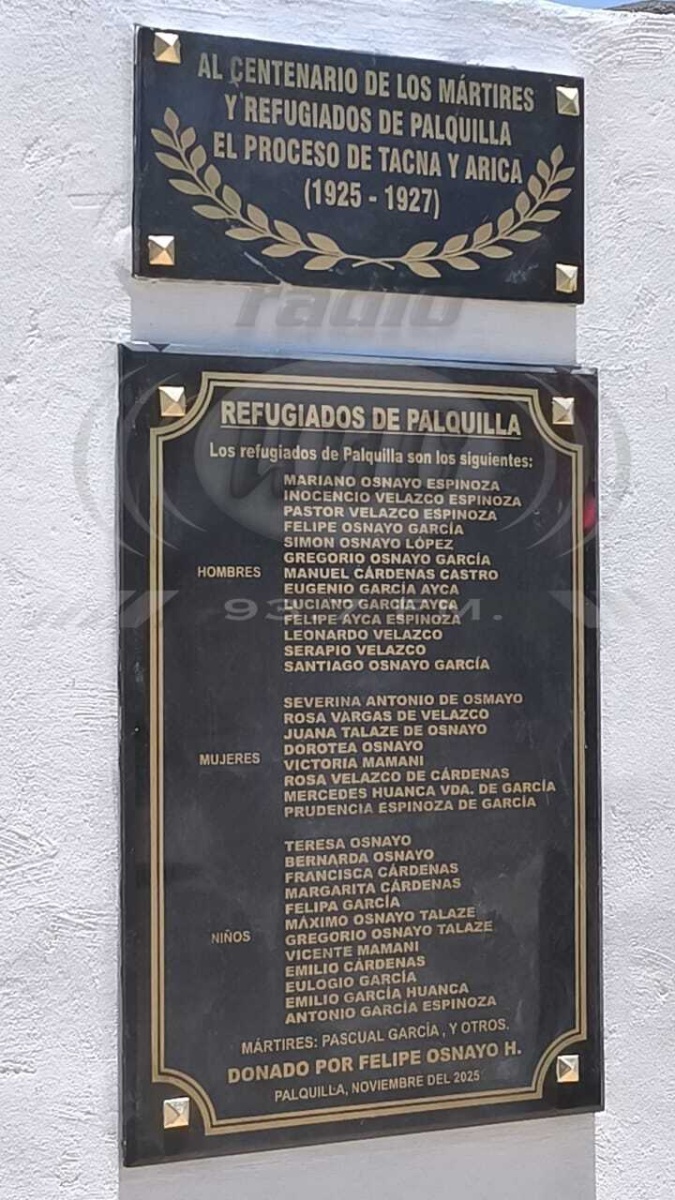 AL CENTENARIO DE LOS MÁRTIRES
Y REFUGIADOS DE PALQUILLA
EL PROCESO DE TACNA Y ARICA
(1925 - 1927)
radio
REFUGIADOS DE PALQUILLA
Los refugiados de Palquilla son los siguientes:
HOMBRES
MARIANO OSNAYO ESPINOZA
INOCENCIO VELAZCO ESPINOZA
PASTOR VELAZCO ESPINOZA
FELIPE OSNAYO GARCÍA
SIMON OSNAYO LÓPEZ
GREGORIO OSNAYO GARCÍA
MANUEL CÁRDENAS CASTRO
EUGENIO GARCÍA AYCA
LUCIANO GARCÍA AYCA
FELIPE AYCA ESPINOZA
LEONARDO VELAZCO
SERAPIO VELAZCO
SANTIAGO OSNAYO GARCÍA
MUJERES
SEVERINA ANTONIO DE OSMAYO
ROSA VARGAS DE VELAZCO
JUANA TALAZE DE OSNAYO
DOROTEA OSNAYO
VICTORIA MAMANI
ROSA VELAZCO DE CÁRDENAS
MERCEDES HUANCA VDA. DE GARCÍA
PRUDENCIA ESPINOZA DE GARCÍA
NIÑOS
TERESA OSNAYO
BERNARDA OSNAYO
FRANCISCA CÁRDENAS
MARGARITA CÁRDENAS
FELIPA GARCÍA
MÁXIMO OSNAYO TALAZE
GREGORIO OSNAYO TALAZE
VICENTE MAMANI
EMILIO CÁRDENAS
EULOGIO GARCÍA
EMILIO GARCÍA HUANCA
ANTONIO GARCÍA ESPINOZA
MÁRTIRES: PASCUAL GARCÍA , Y OTROS.
DONADO POR FELIPE OSNAYO H.
PALQUILLA, NOVIEMBRE DEL 2025